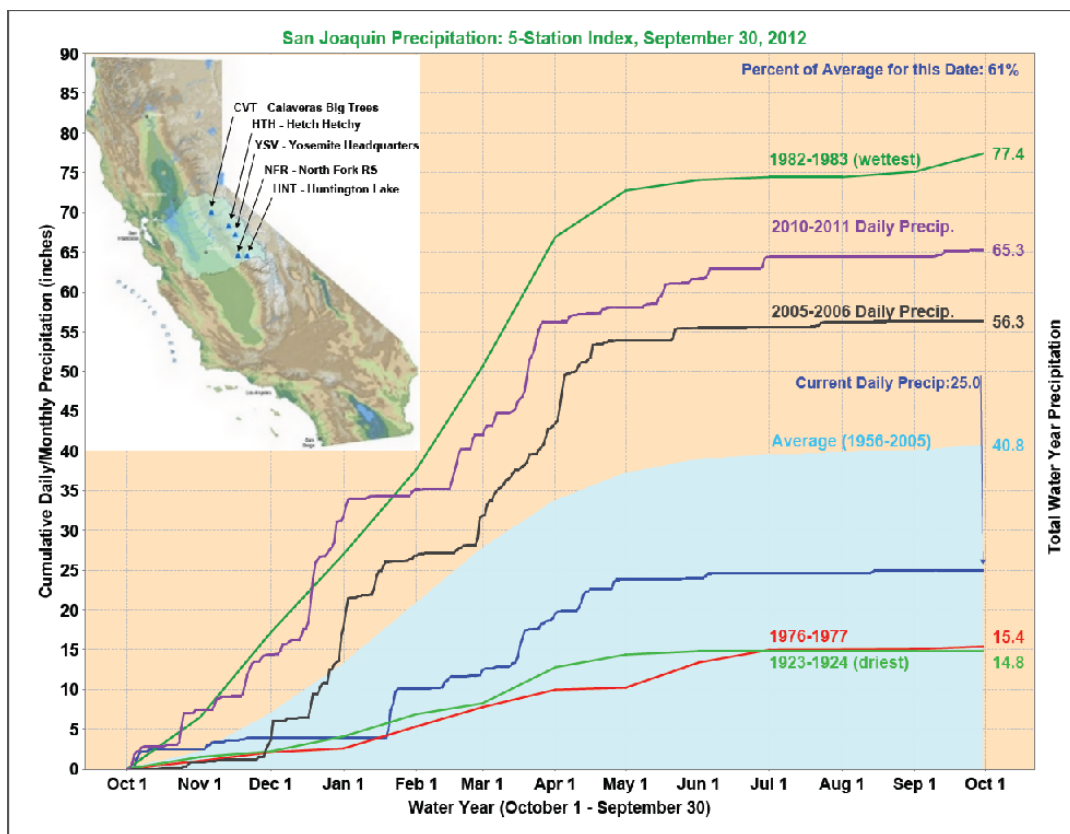 San Joaquin Precipitation: 5-Station Index, September 30, 2012
Percent of Average for this Date: 61%
Cumulative Daily/Monthly Precipitation (inches)
90
85
80
75
70
65
60
55
50
45
40
35
30
25
20
15
10
5
0
CVT - Calaveras Big Trees
HTH - Hetch Hetchy
YSV - Yosemite Headquarters
NFR - North Fork RS
HNT - Huntington Lake
San Francisco
Los Angeles
San Diego
1982-1983 (wettest)
77.4
2010-2011 Daily Precip.
65.3
2005-2006 Daily Precip.
56.3
Current Daily Precip:25.0
Average (1956-2005)
40.8
1976-1977
15.4
1923-1924 (driest)
14.8
Total Water Year Precipitation
Oct 1 Nov 1 Dec 1 Jan 1 Feb 1 Mar 1 Apr 1 May 1 Jun 1 Jul 1 Aug 1 Sep 1 Oct 1
Water Year (October 1 - September 30)